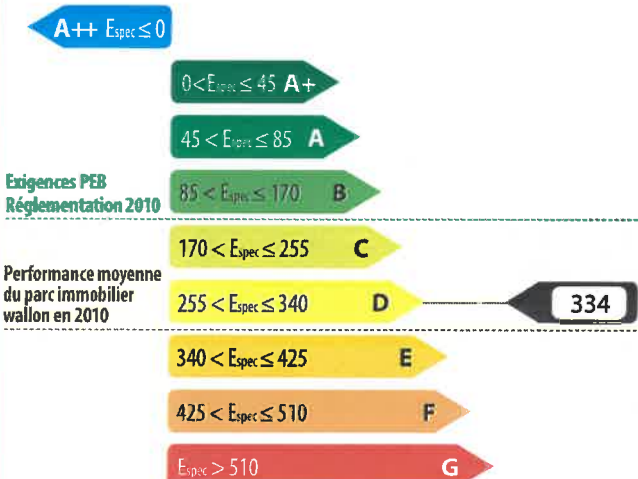 A++ Espec ≤ 0
0 < Espec ≤ 45 A+
45 < Espec ≤ 85 A
Exigences PEB
Réglementation 2010
85 < Espec ≤ 170 B
170 < Espec ≤ 255 C
Performance moyenne
du parc immobilier
wallon en 2010
255 < Espec ≤ 340 D
334
340 < Espec ≤ 425 E
425 < Espec ≤ 510 F
Espec > 510 G